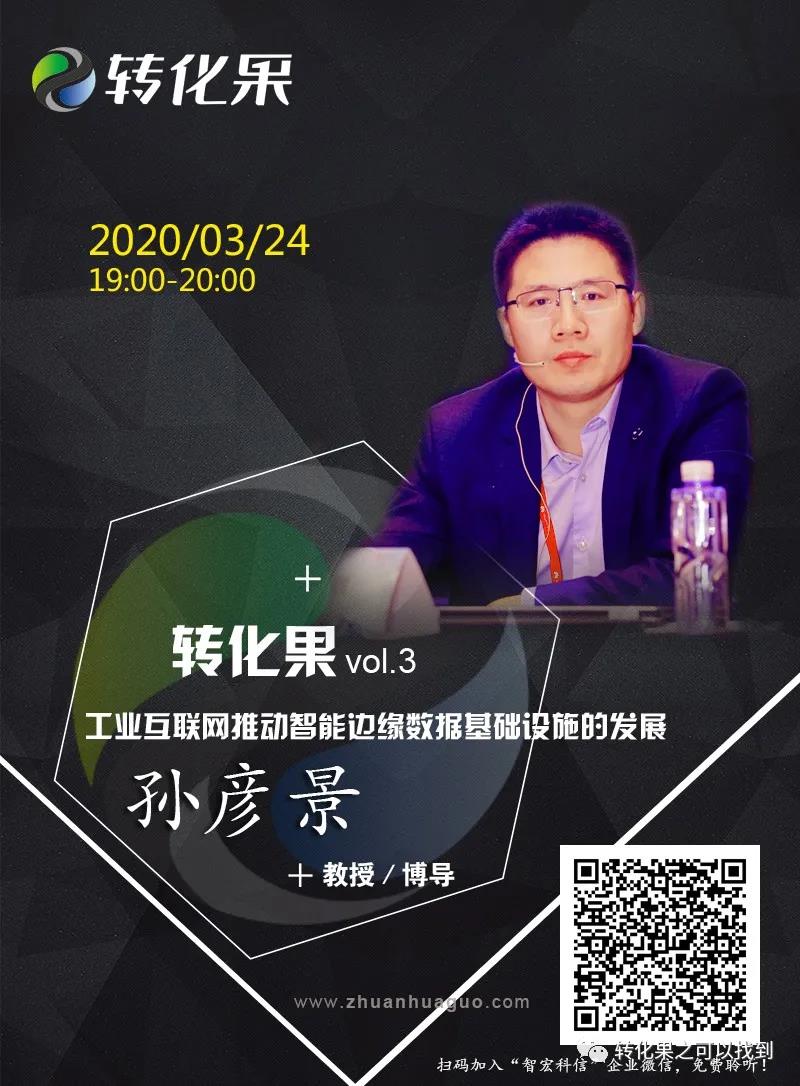 转化果
2020/03/24
19:00-20:00
转化果 vol.3
工业互联网推动智能边缘数据基础设施的发展
孙彦景
教授/博导
www.zhuanhuaguo.com
转化果之可以找到
扫码加入“智宏科信”企业微信，免费聆听！